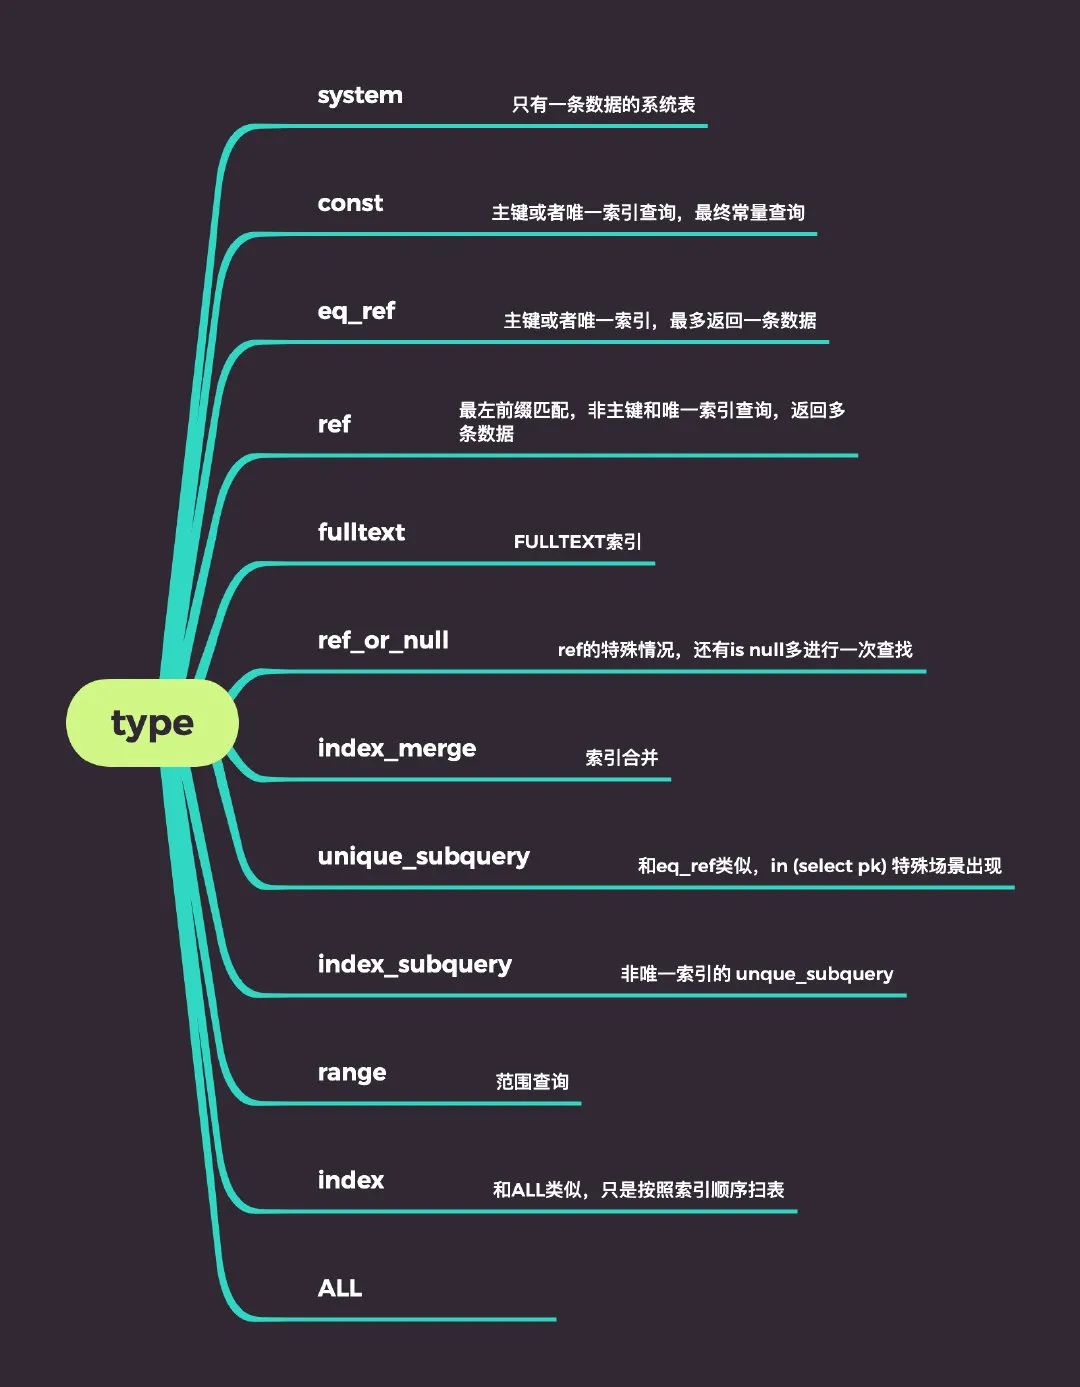 system
只有一条数据的系统表
const
主键或者唯一索引查询，最终常量查询
eq_ref
主键或者唯一索引，最多返回一条数据
ref
最左前缀匹配，非主键和唯一索引查询，返回多
条数据
fulltext
FULLTEXT索引
ref_or_null
ref的特殊情况，还有is null多进行一次查找
type
index_merge
索引合并
unique_subquery
和eq_ref类似，in (select pk) 特殊场景出现
index_subquery
非唯一索引的 unque_subquery
range
范围查询
index
和ALL类似，只是按照索引顺序扫表
ALL